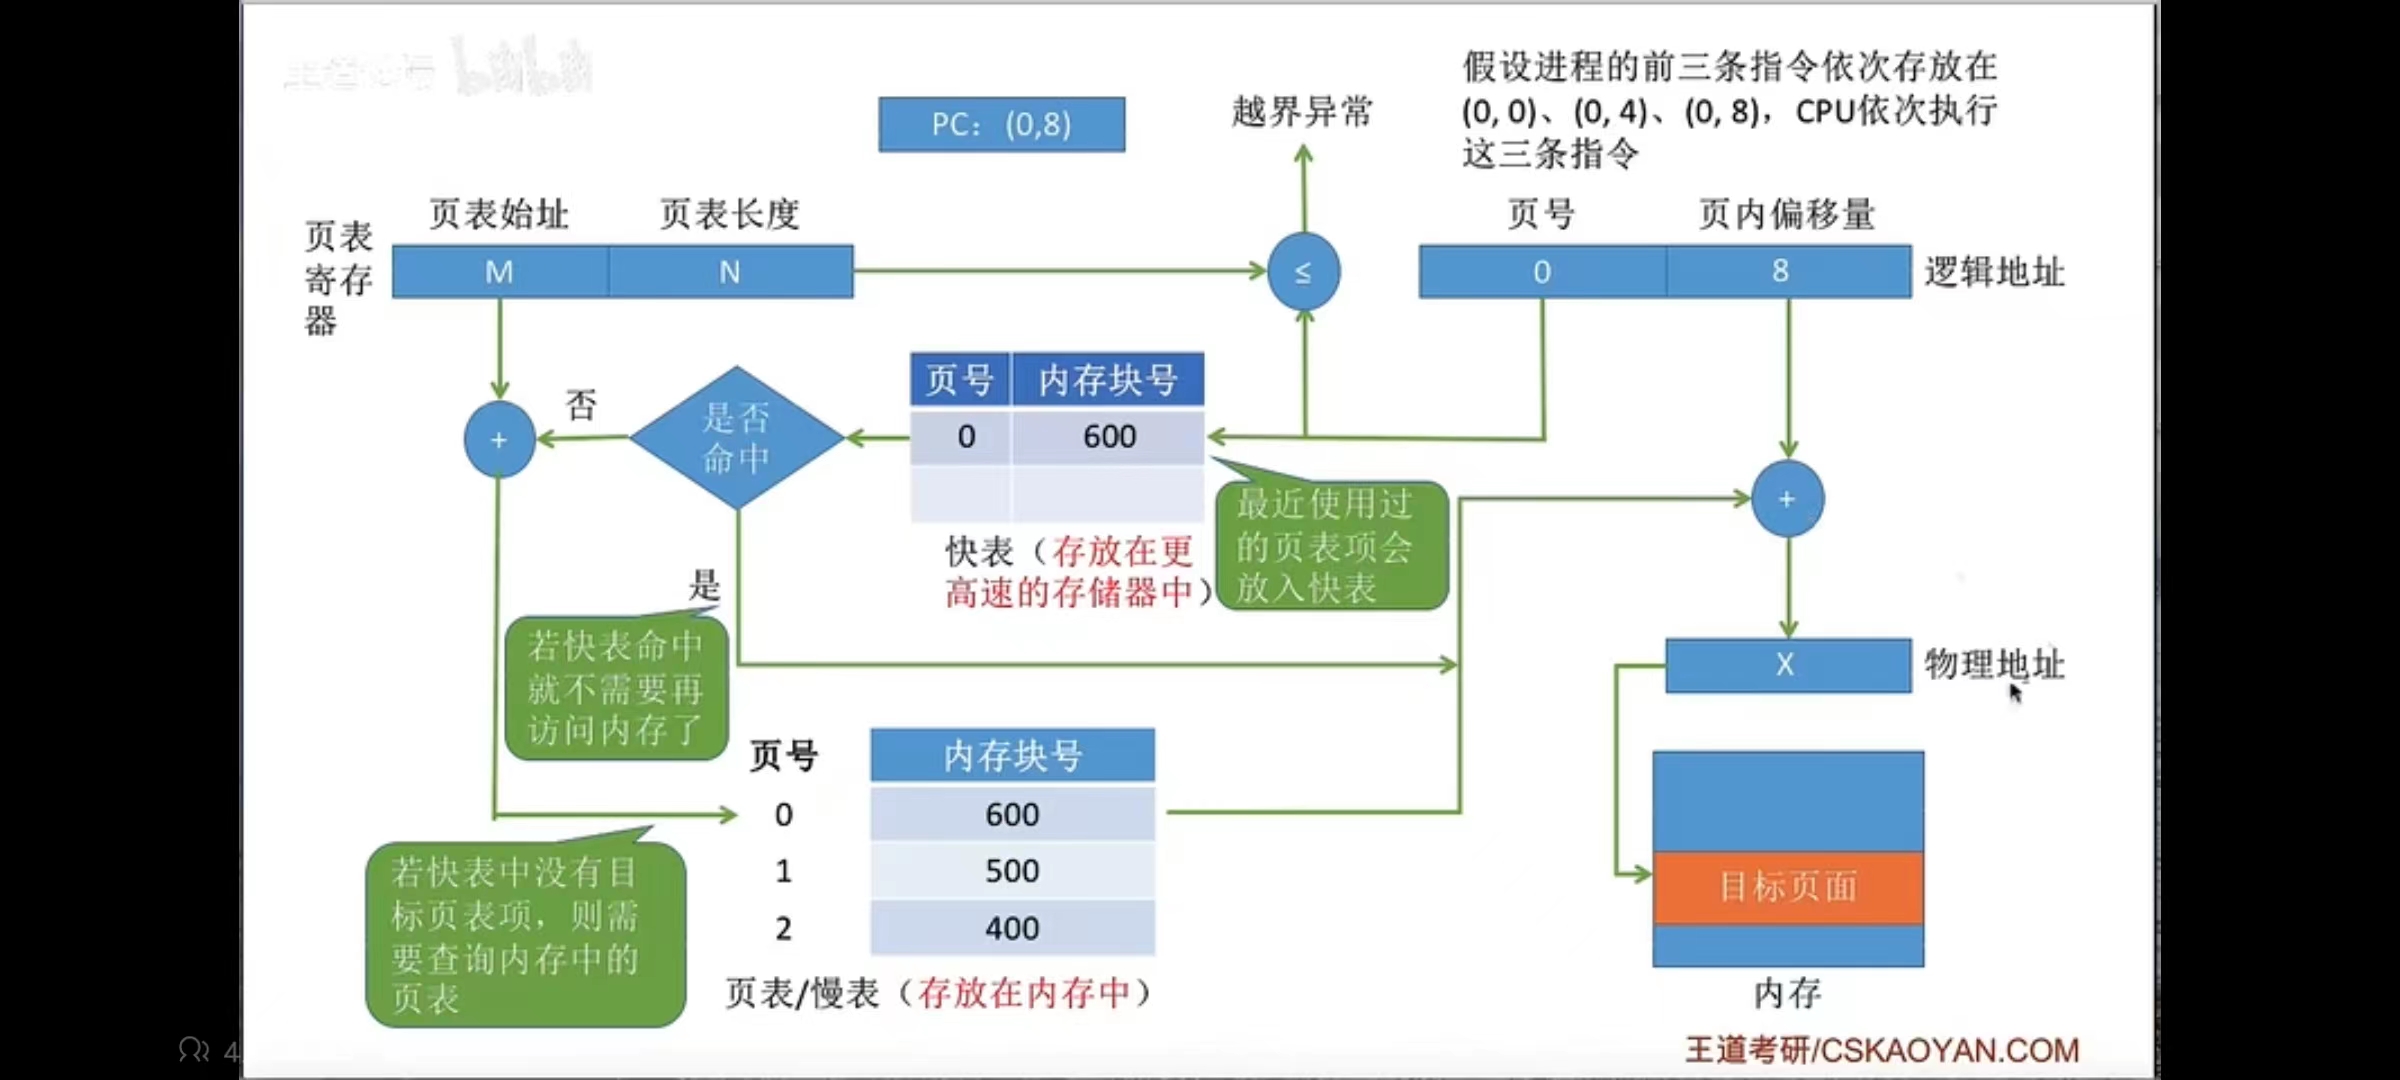 假设进程的前三条指令依次存放在
(0, 0)、(0, 4)、(0, 8)，CPU依次执行
这三条指令
PC：(0,8)
越界异常
页表始址
页表长度
页号
页内偏移量
页表
寄存
器
M
N
≤
0
8
逻辑地址
否
是否
命中
页号
内存块号
0
600
+
+
最近使用过
的页表项会
放入快表
快表（存放在更
高速的存储器中）
是
若快表命中
就不需要再
访问内存了
X
物理地址
页号
内存块号
0
600
1
500
2
400
若快表中没有目
标页表项，则需
要查询内存中的
页表
目标页面
页表/慢表（存放在内存中）
内存
王道考研/CSKAOYAN.COM
4